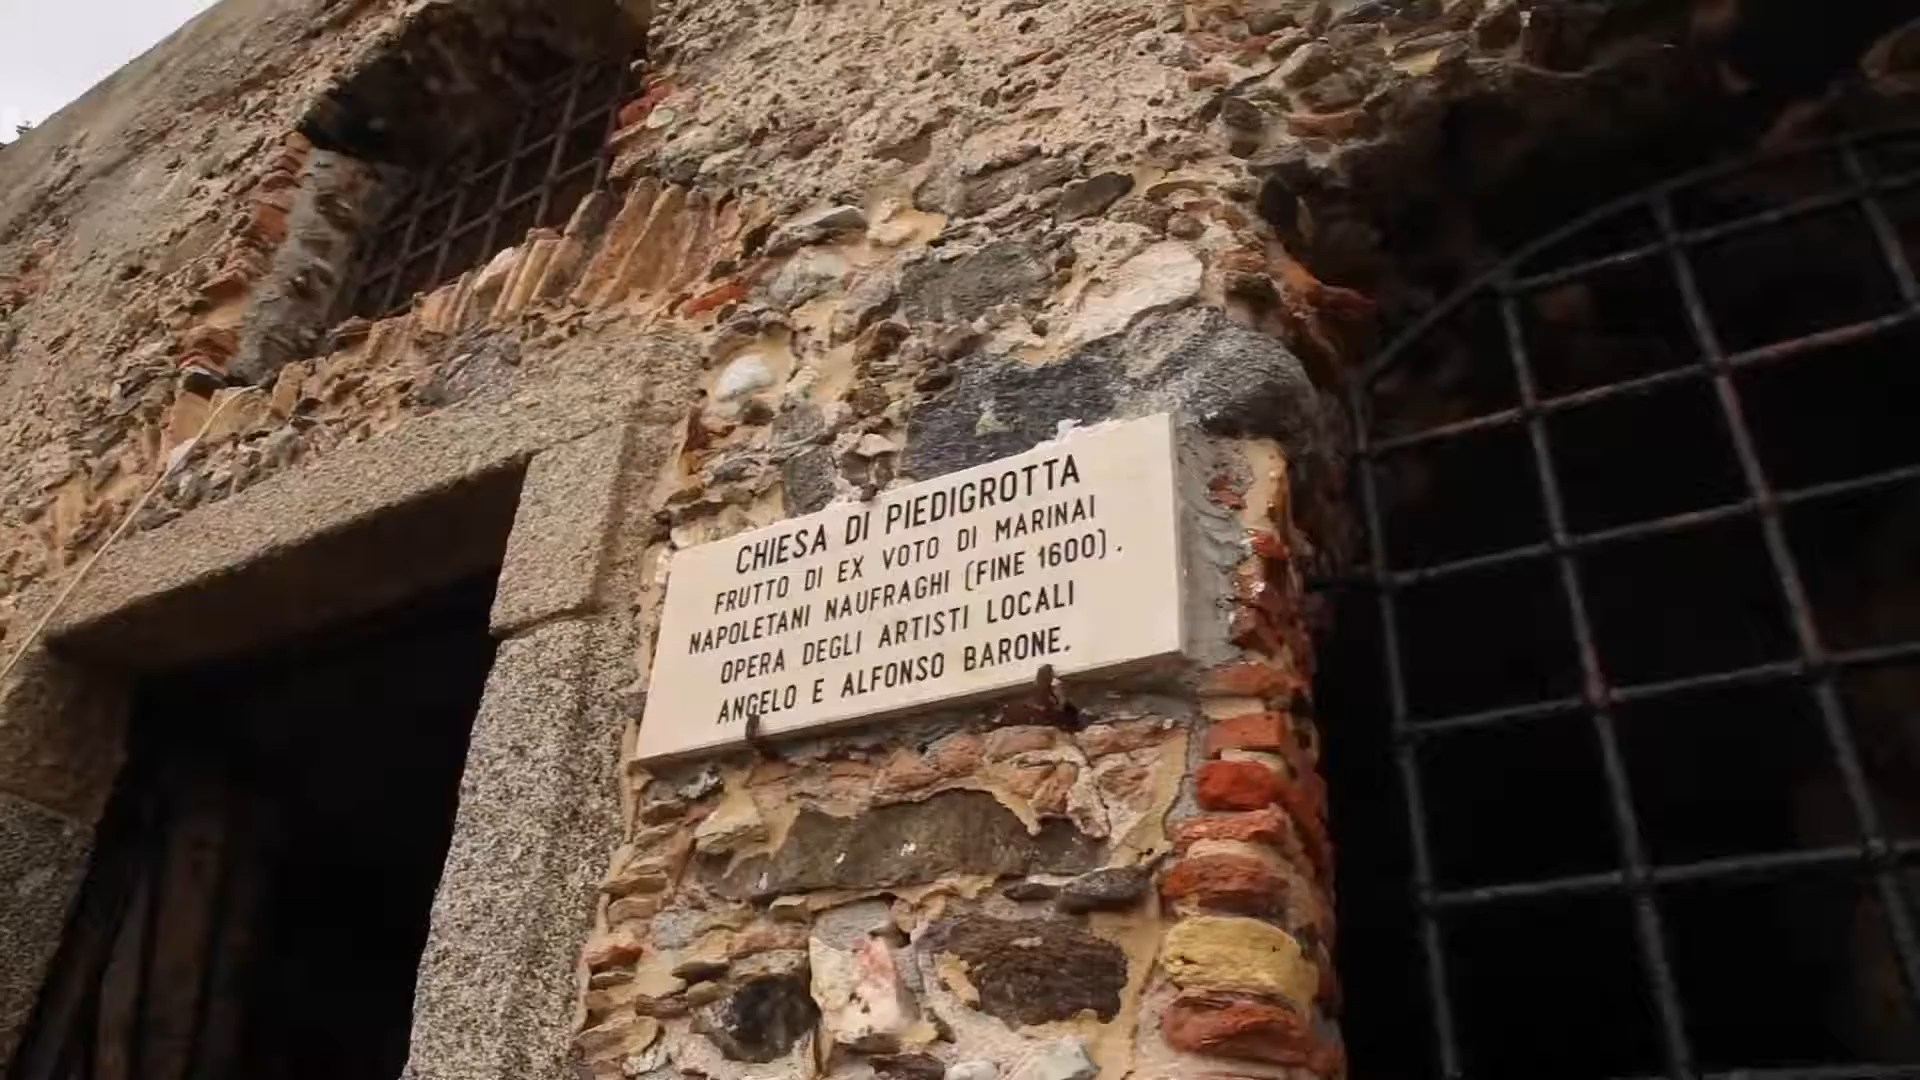 CHIESA DI PIEDIGROTTA
FRUTTO DI EX VOTO DI MARINAI
NAPOLETANI NAUFRAGHI (FINE 1600).
OPERA DEGLI ARTISTI LOCALI
ANGELO E ALFONSO BARONE.